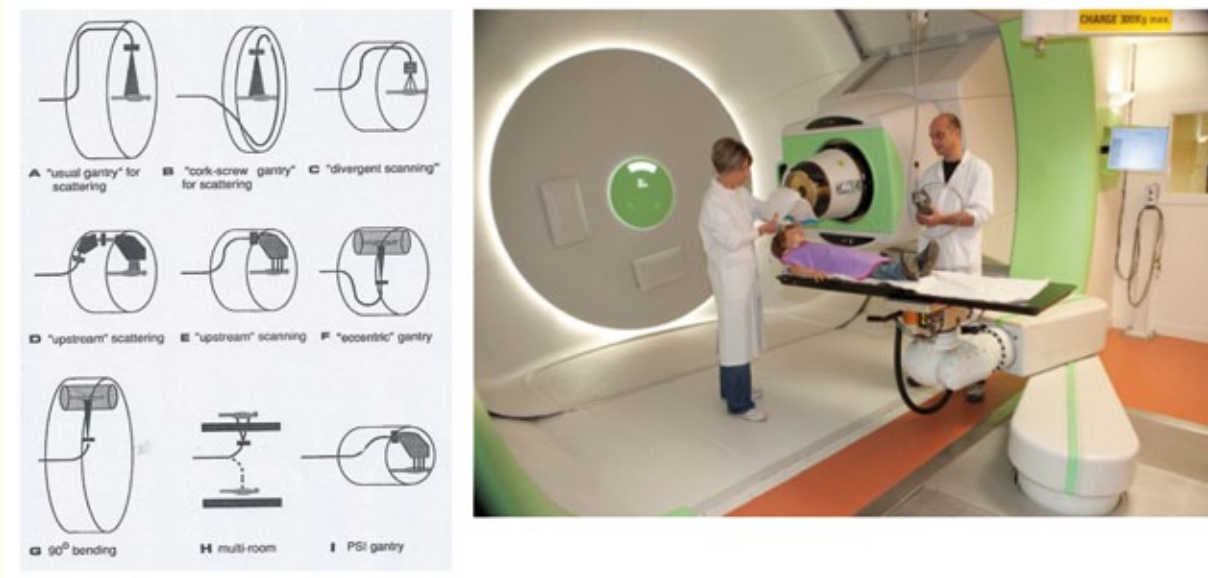 A "usual gantry" for
scattering
B "cork-screw gantry"
for scattering
C "divergent scanning"
D "upstream" scattering
E "upstream" scanning
F "eccentric" gantry
G 90° bending
H multi-room
I PSI gantry
CHARGE 300Kg max.